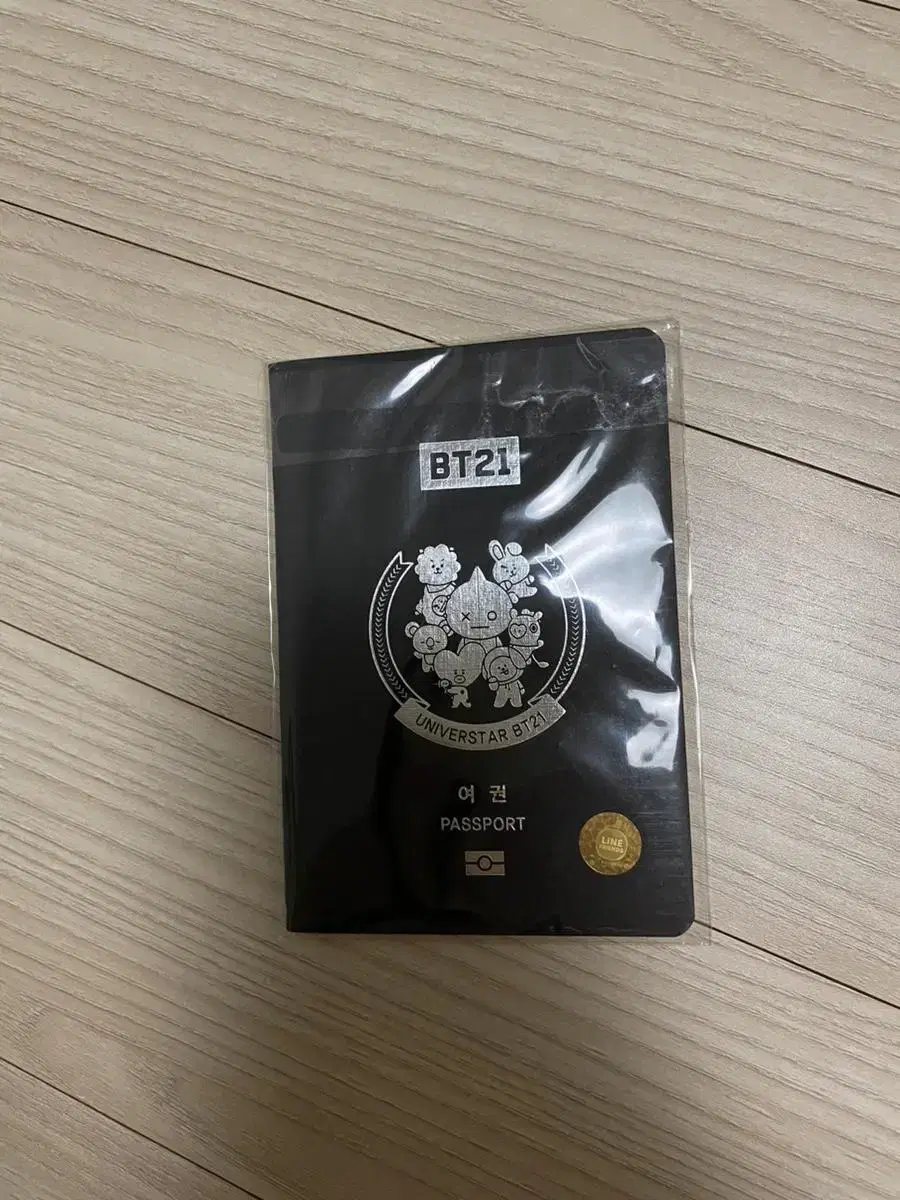 BT21
UNIVERSTAR BT21
여권
PASSPORT
LINE
FRIENDS